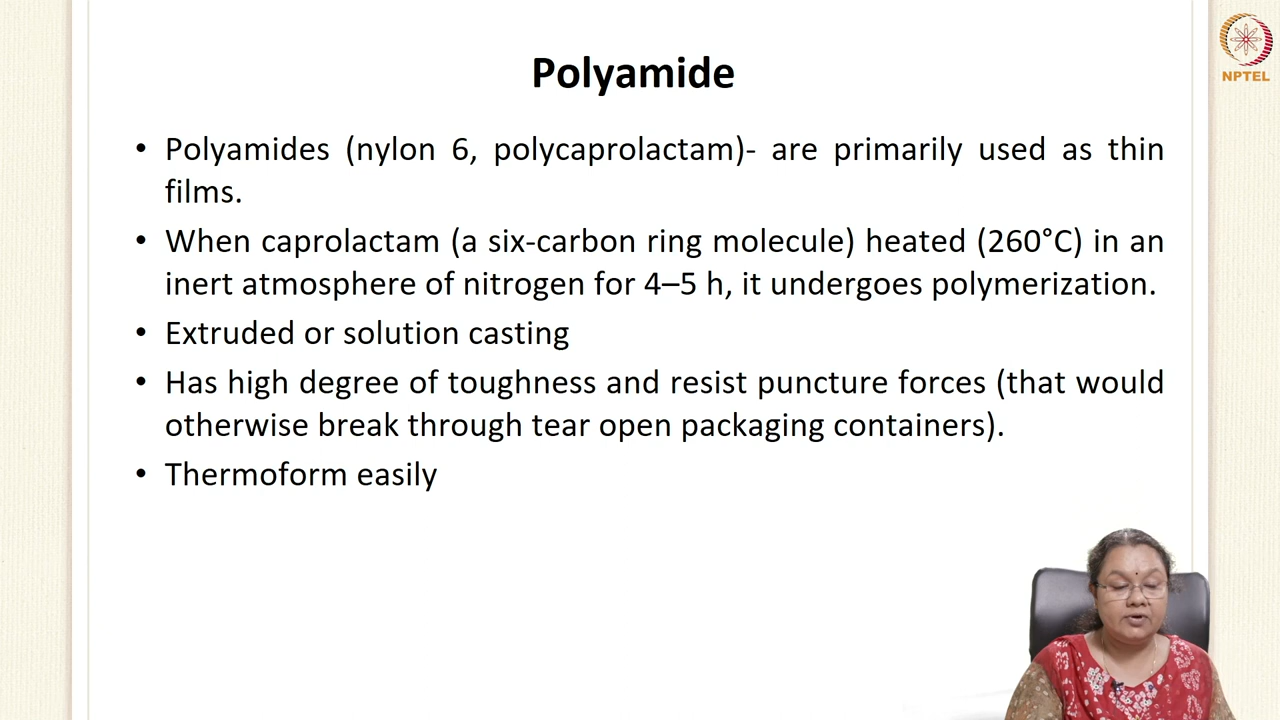 Polyamide
NPTEL
• Polyamides (nylon 6, polycaprolactam)- are primarily used as thin
films.
• When caprolactam (a six-carbon ring molecule) heated (260°C) in an
inert atmosphere of nitrogen for 4–5 h, it undergoes polymerization.
• Extruded or solution casting
• Has high degree of toughness and resist puncture forces (that would
otherwise break through tear open packaging containers).
• Thermoform easily